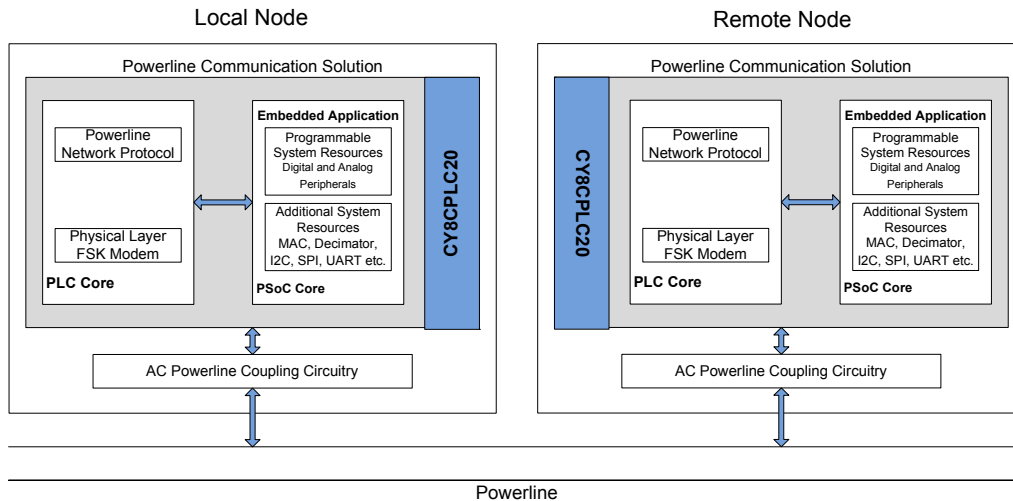 Local Node
Powerline Communication Solution
Powerline
Network Protocol
Physical Layer
FSK Modem
PLC Core
Embedded Application
Programmable
System Resources
Digital and Analog
Peripherals
Additional System
Resources
MAC, Decimator,
I2C, SPI, UART etc.
PSoC Core
CY8CPLC20
AC Powerline Coupling Circuitry
Remote Node
Powerline Communication Solution
CY8CPLC20
Powerline
Network Protocol
Physical Layer
FSK Modem
PLC Core
Embedded Application
Programmable
System Resources
Digital and Analog
Peripherals
Additional System
Resources
MAC, Decimator,
I2C, SPI, UART etc.
PSoC Core
AC Powerline Coupling Circuitry
Powerline